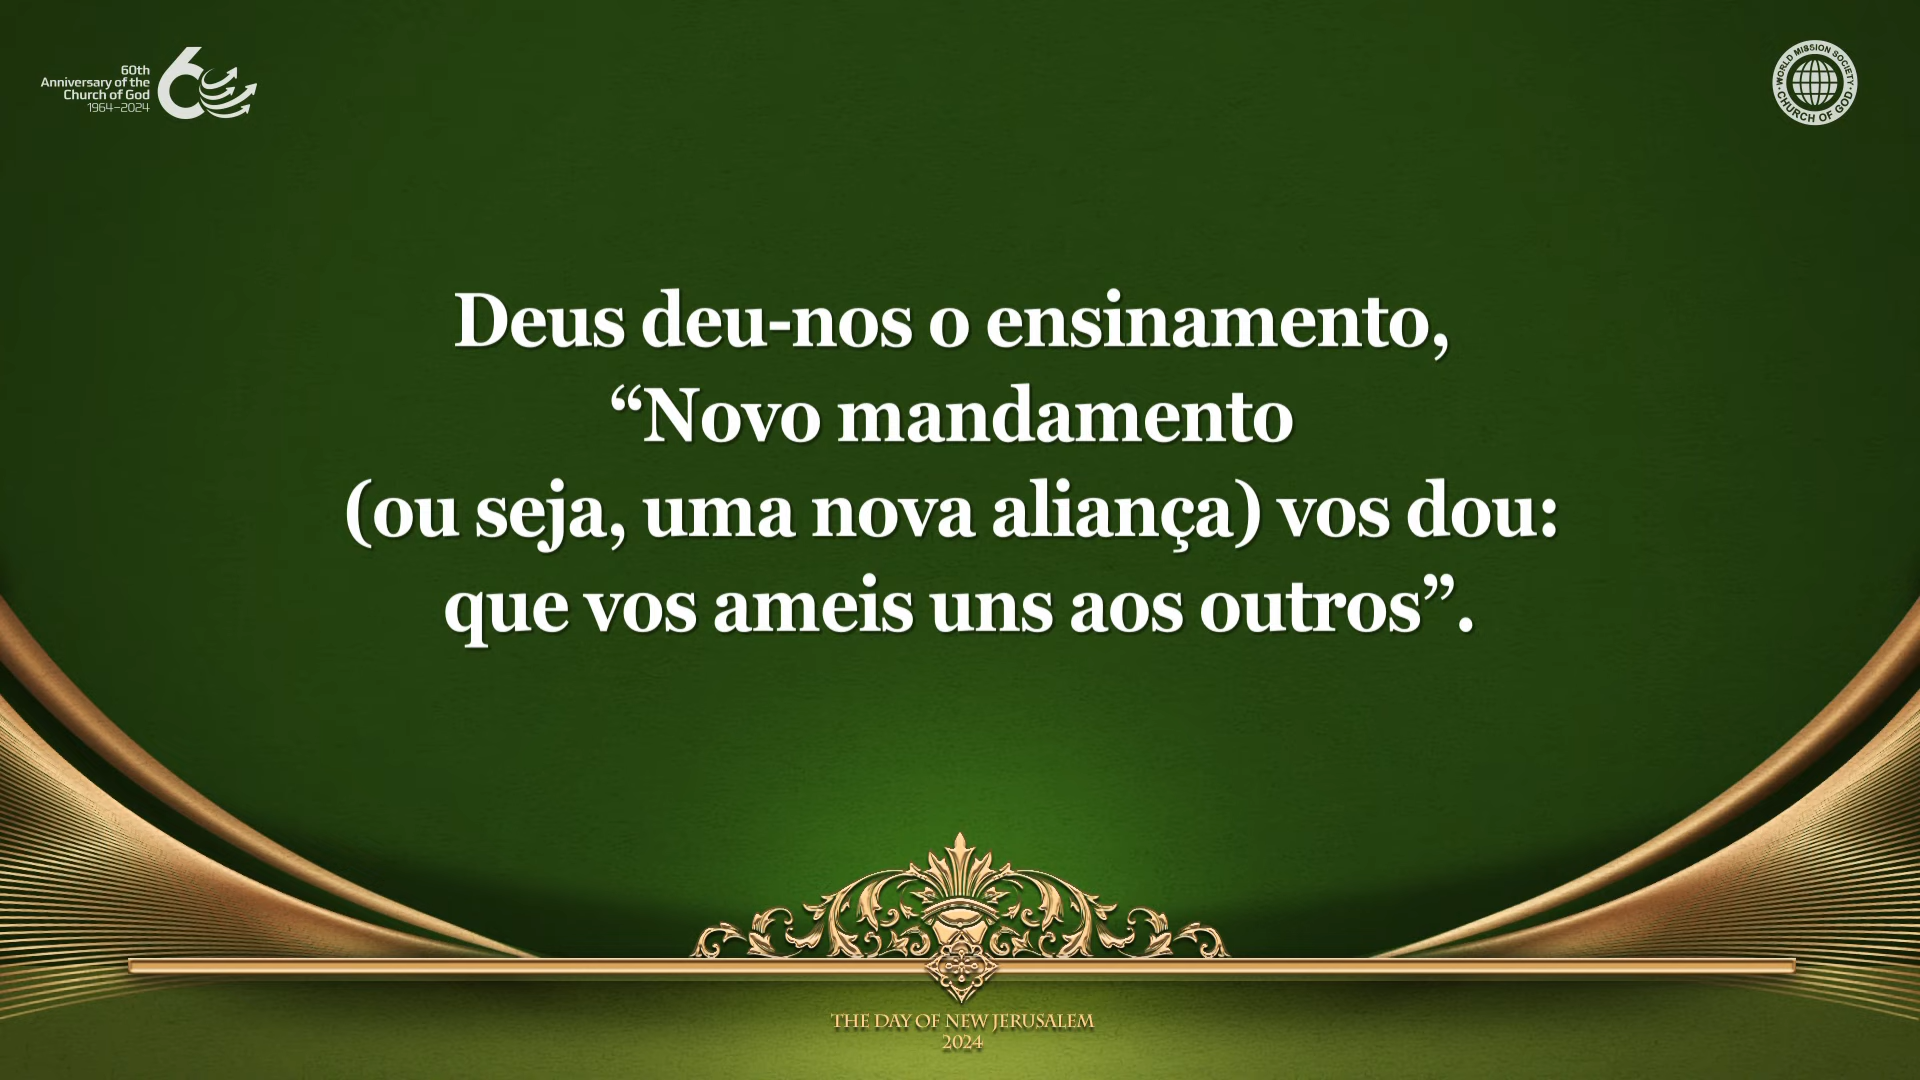 60th
Anniversary of the
Church of God
1964–2024
60
WORLD MISSION SOCIETY
CHURCH OF GOD
Deus deu-nos o ensinamento,
“Novo mandamento
(ou seja, uma nova aliança) vos dou:
que vos ameis uns aos outros”.
THE DAY OF NEW JERUSALEM
2024